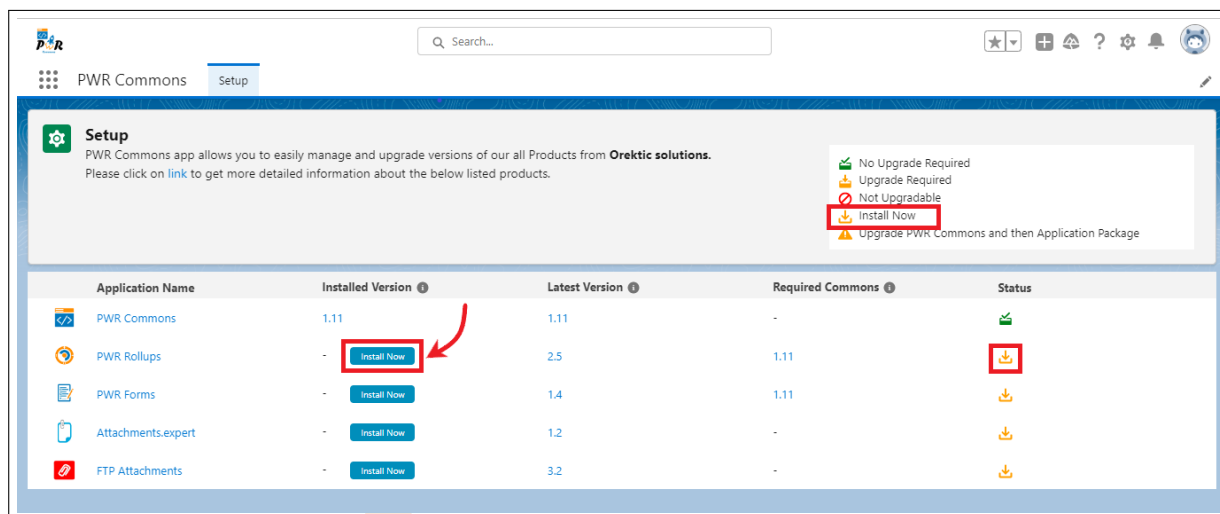 PWR
Search...
PWR Commons Setup
Setup
PWR Commons app allows you to easily manage and upgrade versions of our all Products from Orektic solutions.
Please click on link to get more detailed information about the below listed products.
No Upgrade Required
Upgrade Required
Not Upgradable
Install Now
Upgrade PWR Commons and then Application Package
Application Name Installed Version Latest Version Required Commons Status
PWR Commons 1.11 1.11 -
PWR Rollups - Install Now 2.5 1.11
PWR Forms - Install Now 1.4 1.11
Attachments.expert - Install Now 1.2 -
FTP Attachments - Install Now 3.2 -